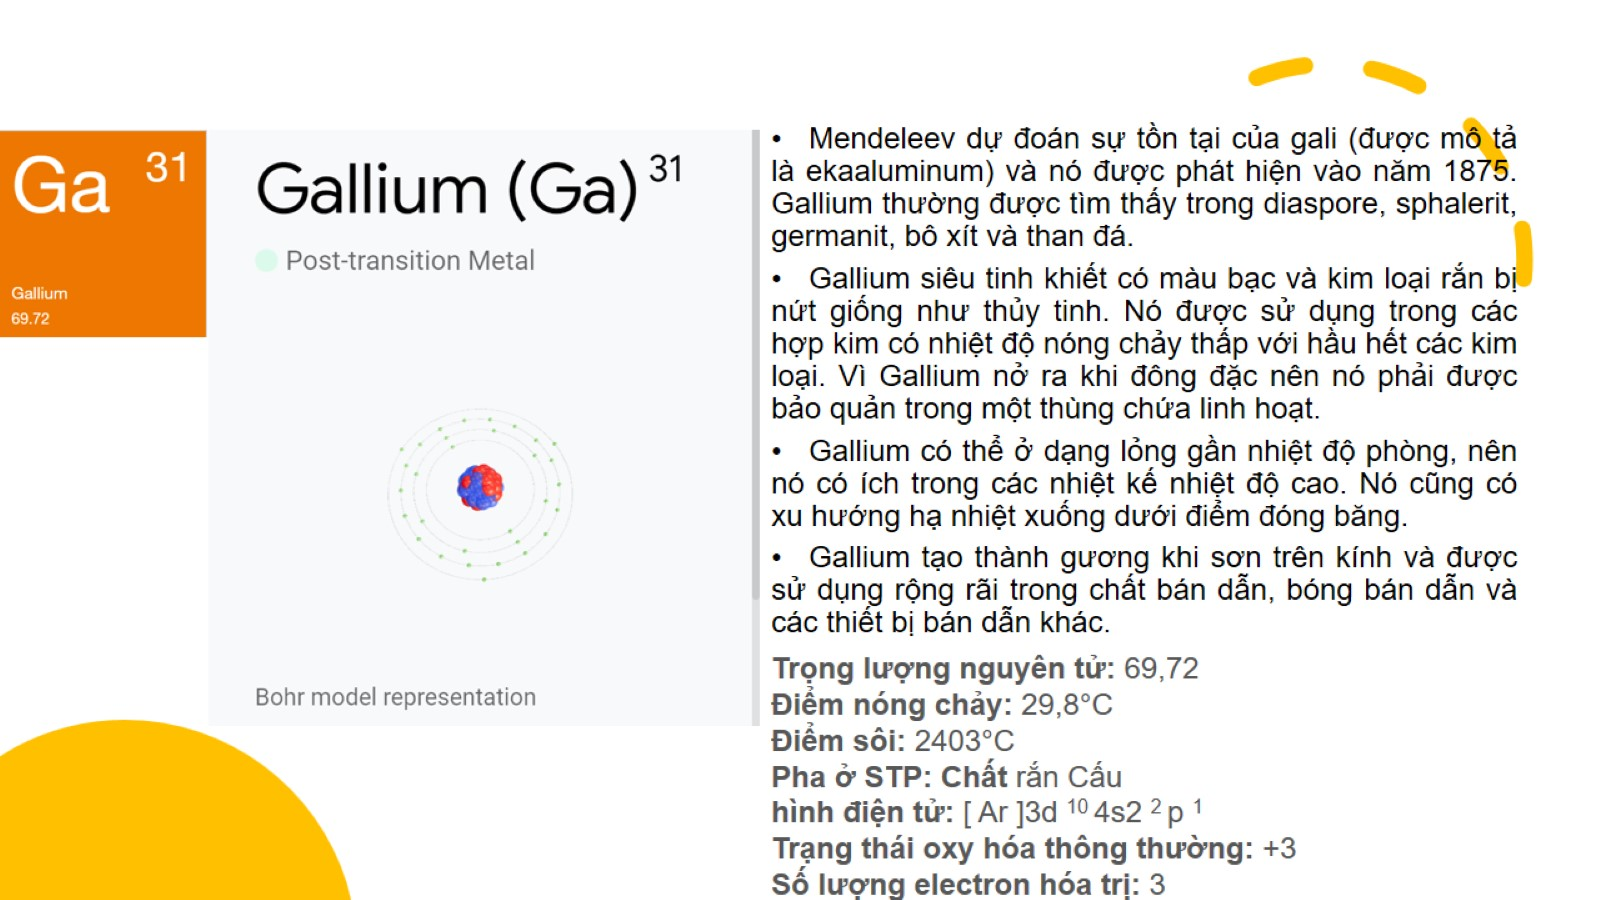 Ga 31
Gallium
69.72
Gallium (Ga) 31
Post-transition Metal
Bohr model representation
• Mendeleev dự đoán sự tồn tại của gali (được mô tả
là ekaaluminum) và nó được phát hiện vào năm 1875.
Gallium thường được tìm thấy trong diaspore, sphalerit,
germanit, bô xít và than đá.
• Gallium siêu tinh khiết có màu bạc và kim loại rắn bị
nứt giống như thủy tinh. Nó được sử dụng trong các
hợp kim có nhiệt độ nóng chảy thấp với hầu hết các kim
loại. Vì Gallium nở ra khi đông đặc nên nó phải được
bảo quản trong một thùng chứa linh hoạt.
• Gallium có thể ở dạng lỏng gần nhiệt độ phòng, nên
nó có ích trong các nhiệt kế nhiệt độ cao. Nó cũng có
xu hướng hạ nhiệt xuống dưới điểm đóng băng.
• Gallium tạo thành gương khi sơn trên kính và được
sử dụng rộng rãi trong chất bán dẫn, bóng bán dẫn và
các thiết bị bán dẫn khác.
Trọng lượng nguyên tử: 69,72
Điểm nóng chảy: 29,8°C
Điểm sôi: 2403°C
Pha ở STP: Chất rắn Cấu
hình điện tử: [ Ar ]3d 10 4s2 2 p 1
Trạng thái oxy hóa thông thường: +3
Số lượng electron hóa trị: 3